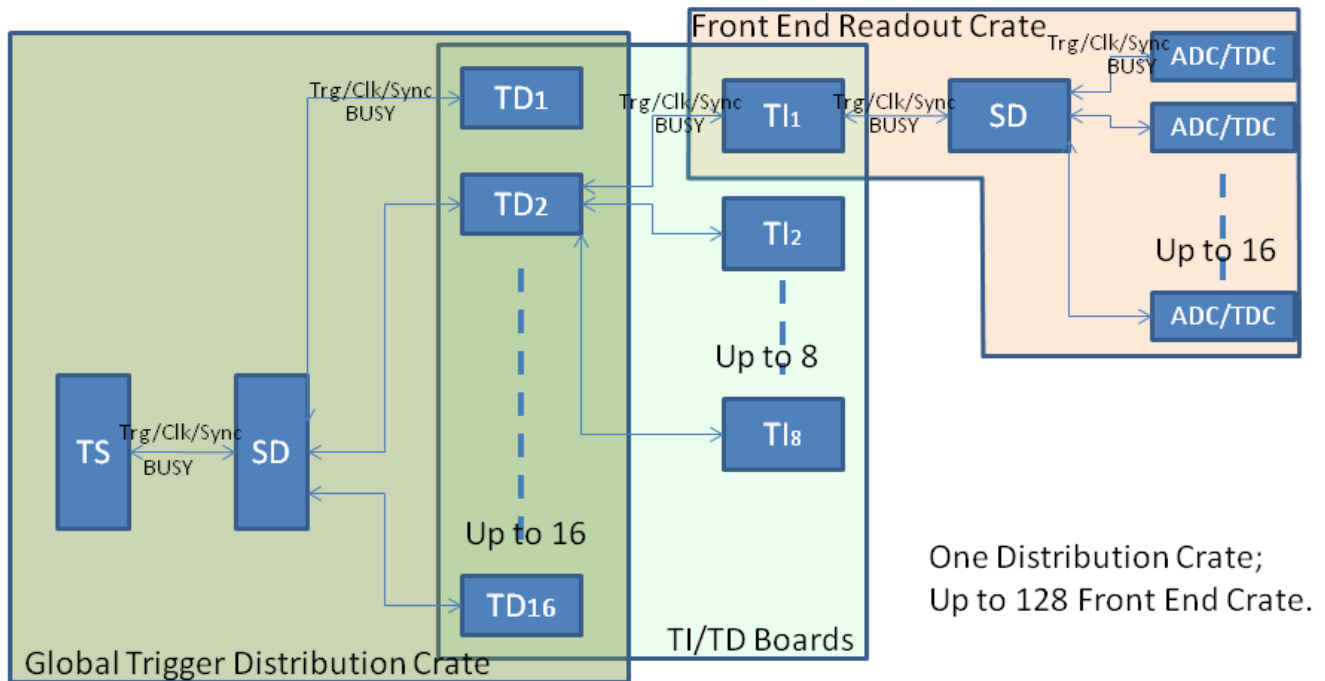 Front End Readout Crate
Trg/Clk/Sync
BUSY
ADC/TDC
TD1
Trg/Clk/Sync
BUSY
Trg/Clk/Sync
BUSY
TI1
Trg/Clk/Sync
BUSY
SD
ADC/TDC
TD2
TI2
Up to 16
ADC/TDC
Up to 8
TS
Trg/Clk/Sync
BUSY
SD
TI8
Up to 16
TD16
One Distribution Crate;
Up to 128 Front End Crate.
TI/TD Boards
Global Trigger Distribution Crate